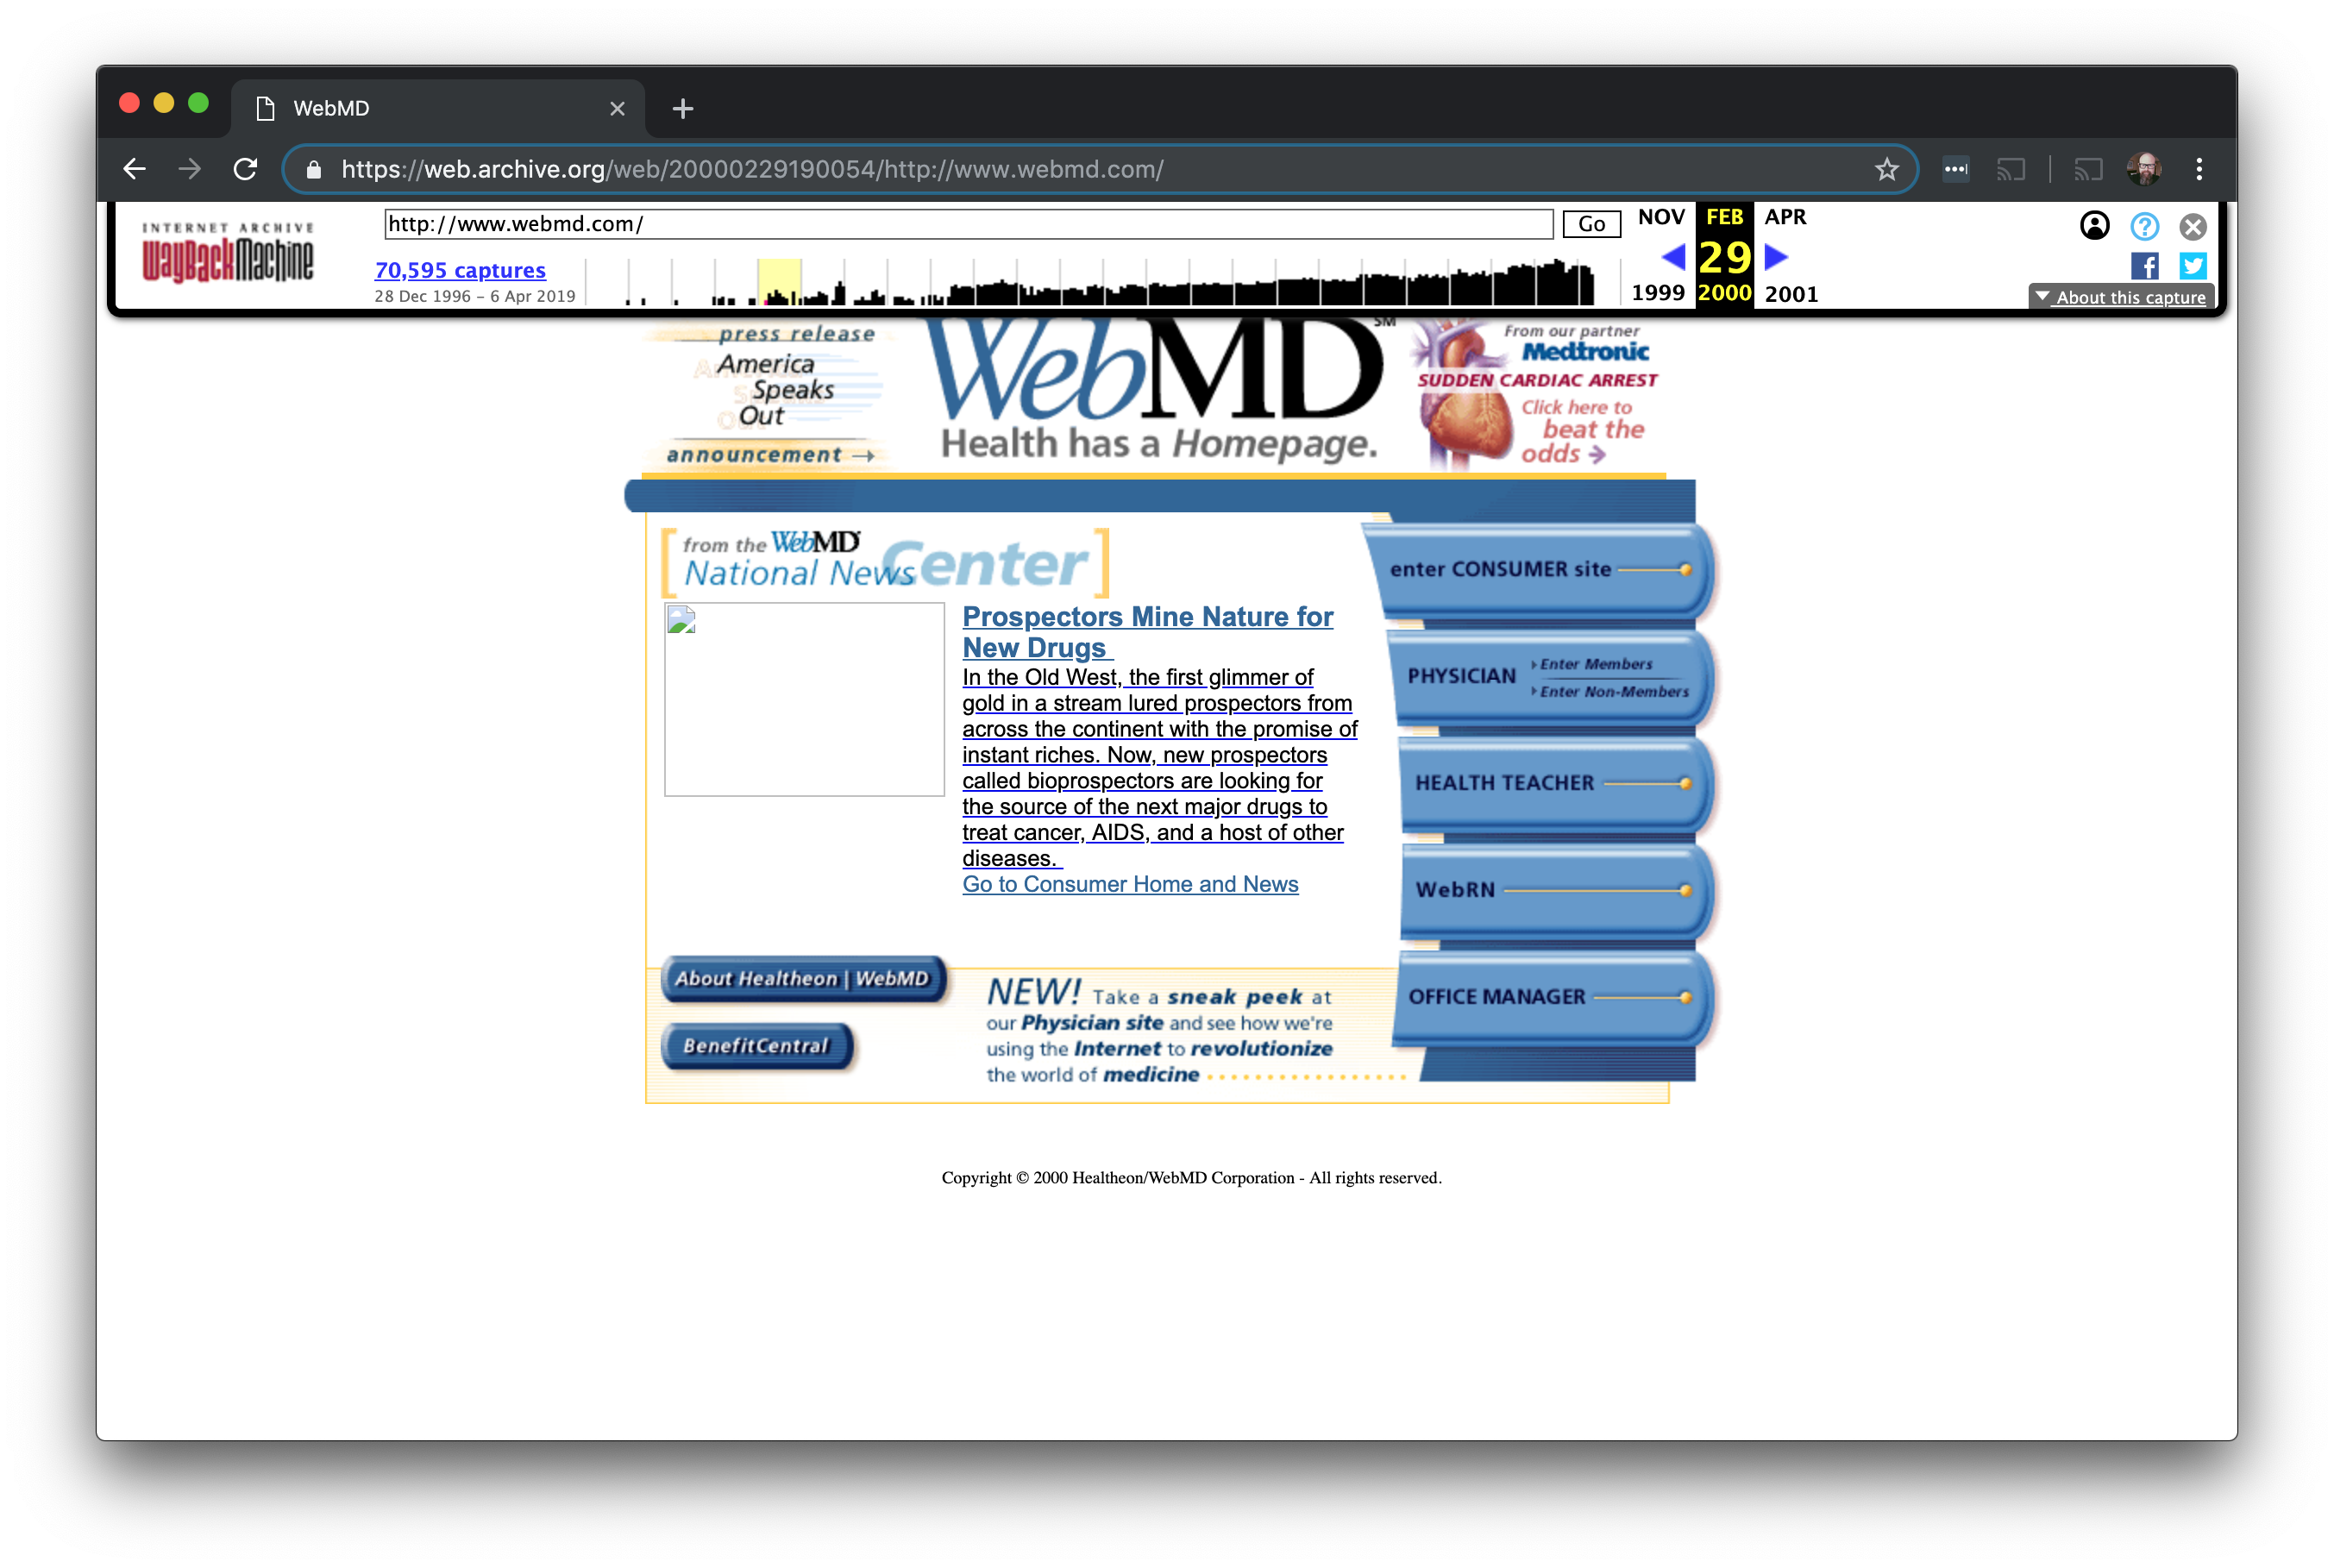 WebMD
https://web.archive.org/web/20000229190054/http://www.webmd.com/
INTERNET ARCHIVE
WayBackMachine
http://www.webmd.com/
Go
NOV
FEB
APR
70,595 captures
29
28 Dec 1996 – 6 Apr 2019
1999
2000
2001
About this capture
press release
America
Speaks
Out
announcement →
WebMD SM
Health has a Homepage.
From our partner
Medtronic
SUDDEN CARDIAC ARREST
Click here to
beat the
odds
from the WebMD
National News Center
Prospectors Mine Nature for
New Drugs
In the Old West, the first glimmer of
gold in a stream lured prospectors from
across the continent with the promise of
instant riches. Now, new prospectors
called bioprospectors are looking for
the source of the next major drugs to
treat cancer, AIDS, and a host of other
diseases.
Go to Consumer Home and News
enter CONSUMER site
PHYSICIAN
Enter Members
Enter Non-Members
HEALTH TEACHER
WebRN
OFFICE MANAGER
About Healtheon | WebMD
BenefitCentral
NEW! Take a sneak peek at
our Physician site and see how we're
using the Internet to revolutionize
the world of medicine
Copyright © 2000 Healtheon/WebMD Corporation - All rights reserved.